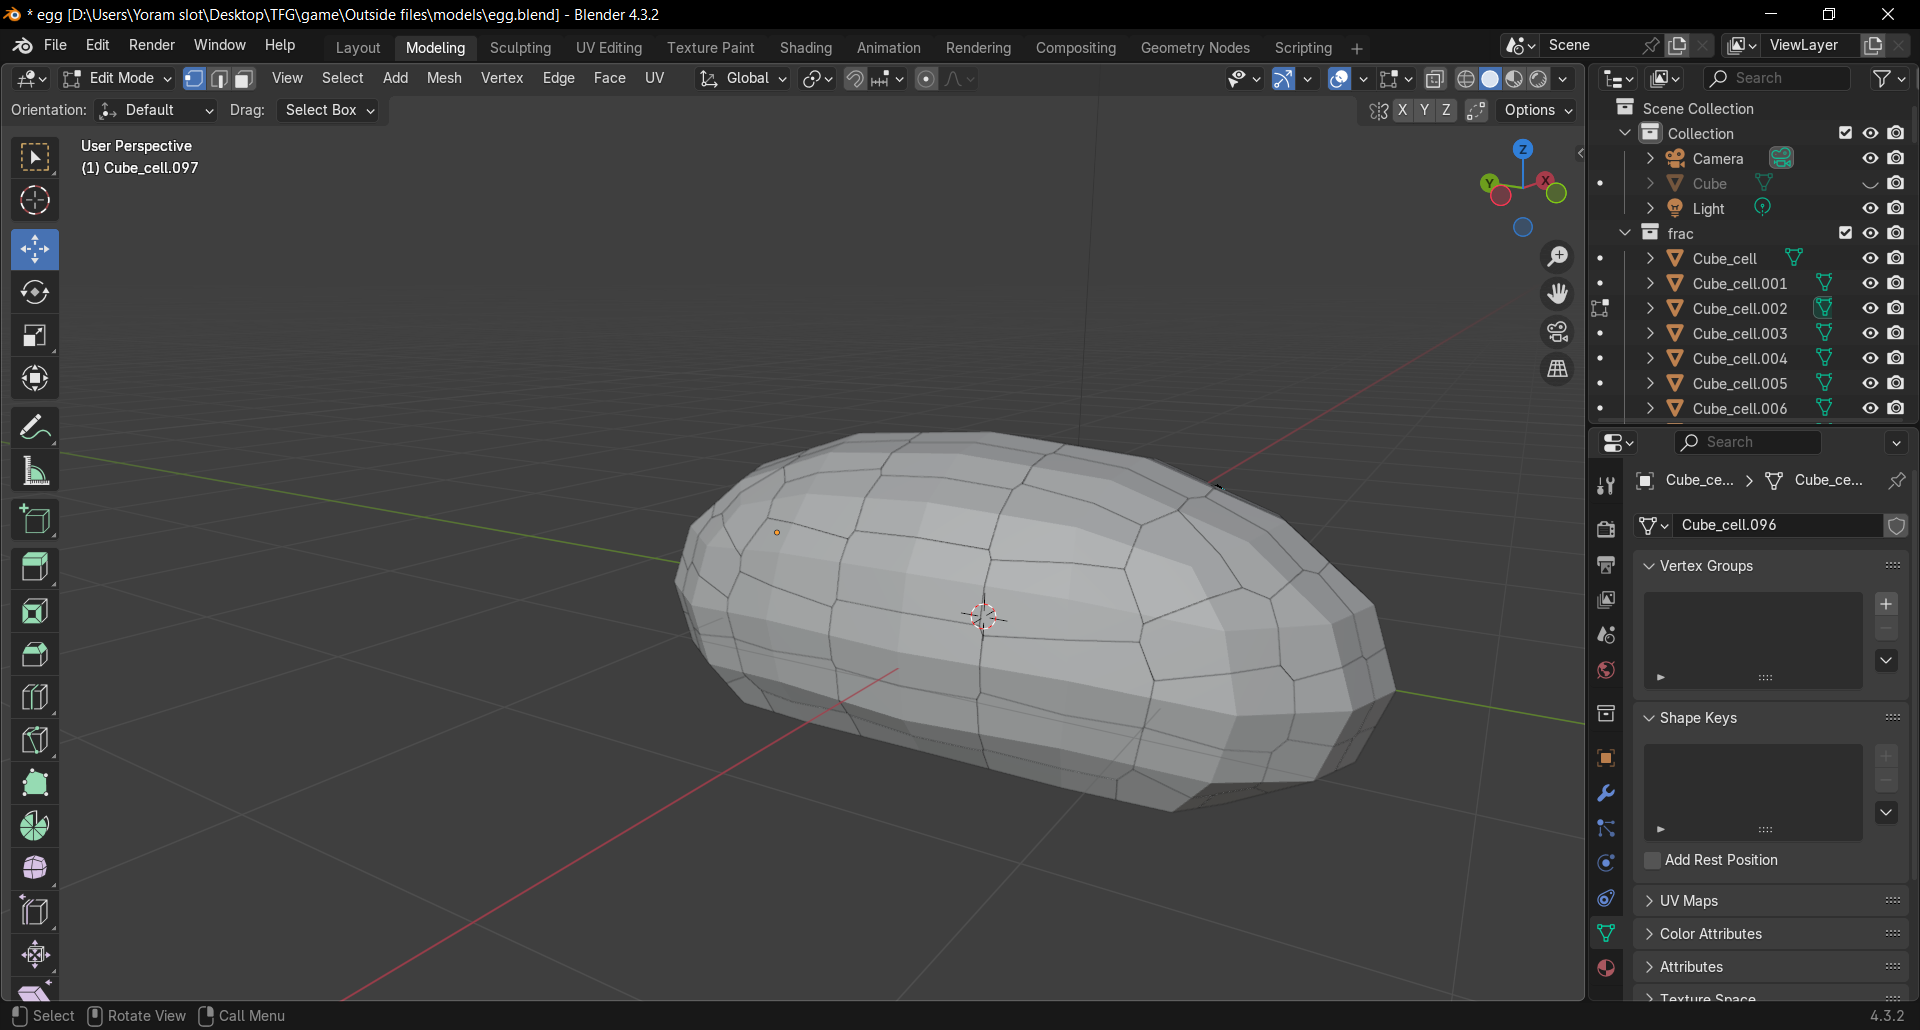 * egg [D:\Users\Yoram slot\Desktop\TFG\game\Outside files\models\egg.blend] - Blender 4.3.2
File Edit Render Window Help Layout Modeling Sculpting UV Editing Texture Paint Shading Animation Rendering Compositing Geometry Nodes Scripting + Scene ViewLayer
Edit Mode View Select Add Mesh Vertex Edge Face UV Global Search
Orientation: Default Drag: Select Box X Y Z Options
User Perspective
(1) Cube_cell.097
Z
Y
X
Scene Collection
Collection
Camera
Cube
Light
frac
Cube_cell
Cube_cell.001
Cube_cell.002
Cube_cell.003
Cube_cell.004
Cube_cell.005
Cube_cell.006
Search
Cube_ce... > Cube_ce...
Cube_cell.096
Vertex Groups
Shape Keys
Add Rest Position
UV Maps
Color Attributes
Attributes
Texture Space
Select Rotate View Call Menu 4.3.2